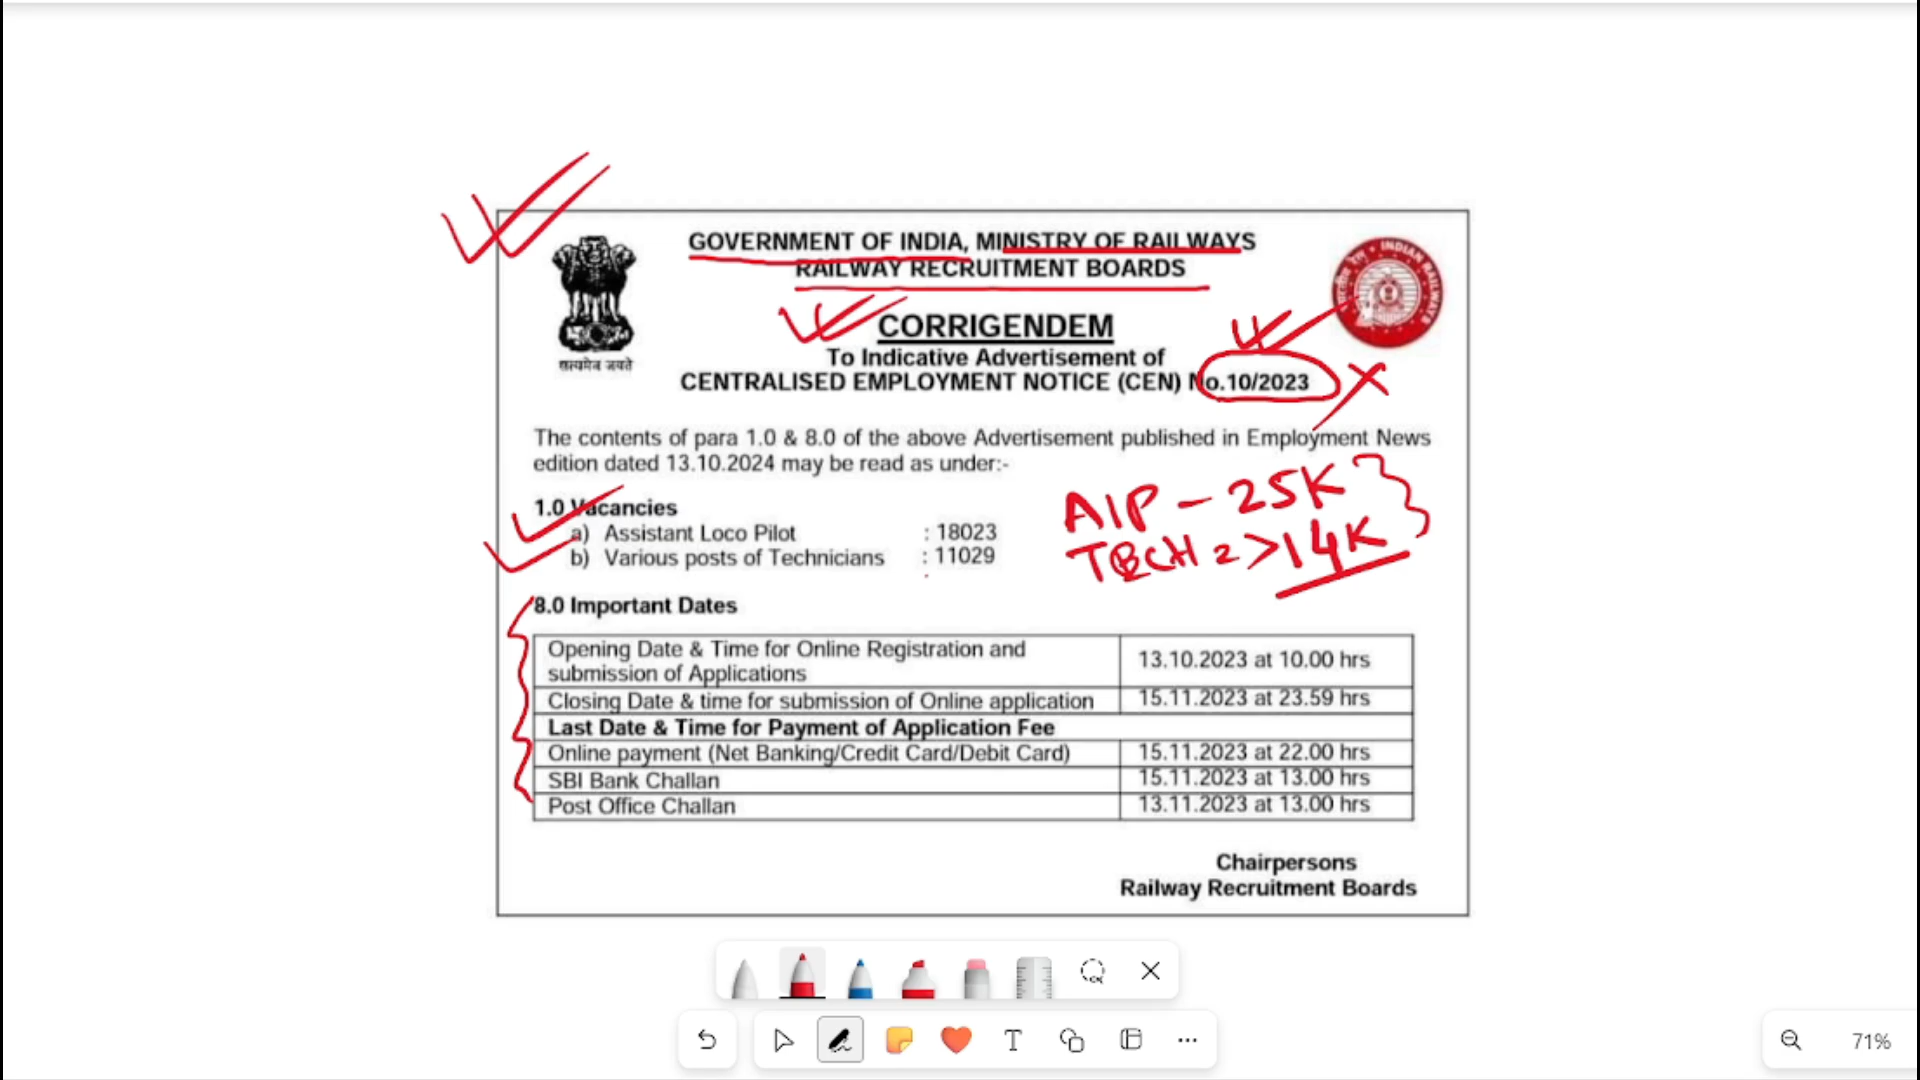 GOVERNMENT OF INDIA, MINISTRY OF RAILWAYS
RAILWAY RECRUITMENT BOARDS
सत्यमेव जयते
INDIAN RAILWAYS
भारतीय रेल
CORRIGENDEM
To Indicative Advertisement of
CENTRALISED EMPLOYMENT NOTICE (CEN) No.10/2023
The contents of para 1.0 & 8.0 of the above Advertisement published in Employment News
edition dated 13.10.2024 may be read as under:-
1.0 Vacancies
a) Assistant Loco Pilot : 18023
b) Various posts of Technicians : 11029
AlP - 25K
TECH => 14K
8.0 Important Dates
Opening Date & Time for Online Registration and
submission of Applications 13.10.2023 at 10.00 hrs
Closing Date & time for submission of Online application 15.11.2023 at 23.59 hrs
Last Date & Time for Payment of Application Fee
Online payment (Net Banking/Credit Card/Debit Card) 15.11.2023 at 22.00 hrs
SBI Bank Challan 15.11.2023 at 13.00 hrs
Post Office Challan 13.11.2023 at 13.00 hrs
Chairpersons
Railway Recruitment Boards
71%